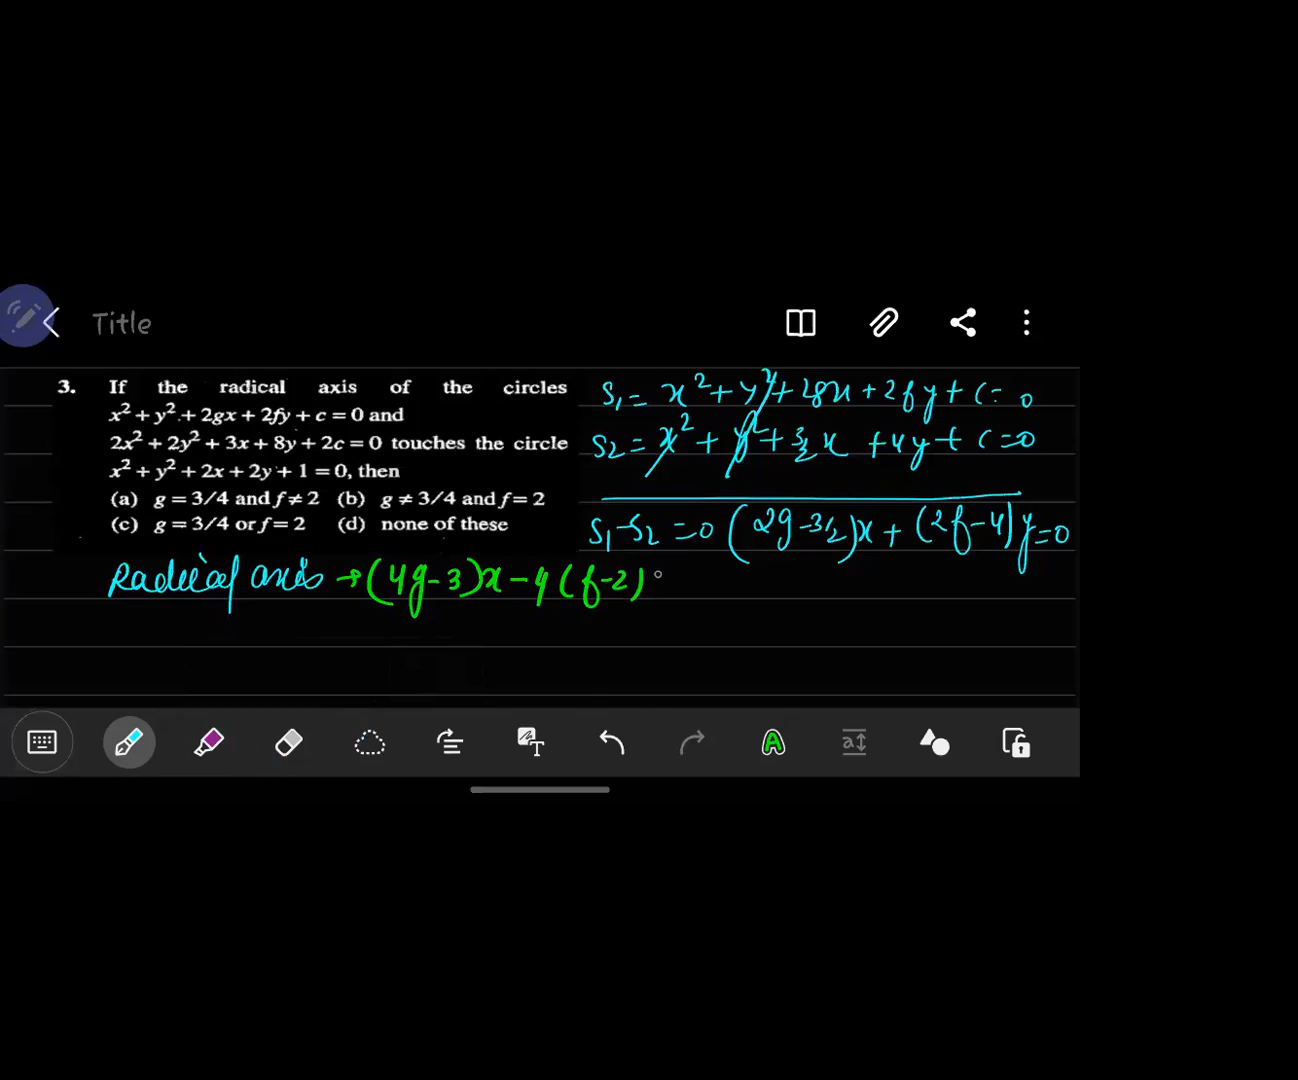 Title
3. If the radical axis of the circles
x² + y² + 2gx + 2fy + c = 0 and
2x² + 2y² + 3x + 8y + 2c = 0 touches the circle
x² + y² + 2x + 2y + 1 = 0, then
(a) g = 3/4 and f ≠ 2 (b) g ≠ 3/4 and f = 2
(c) g = 3/4 or f = 2 (d) none of these
S₁ = x² + y² + 2gx + 2fy + c = 0
S₂ = x² + y² + 3/2 x + 4y + c = 0
S₁ - S₂ = 0 (2g - 3/2)x + (2f - 4)y = 0
Radical axis → (4g - 3)x - 4(f - 2)